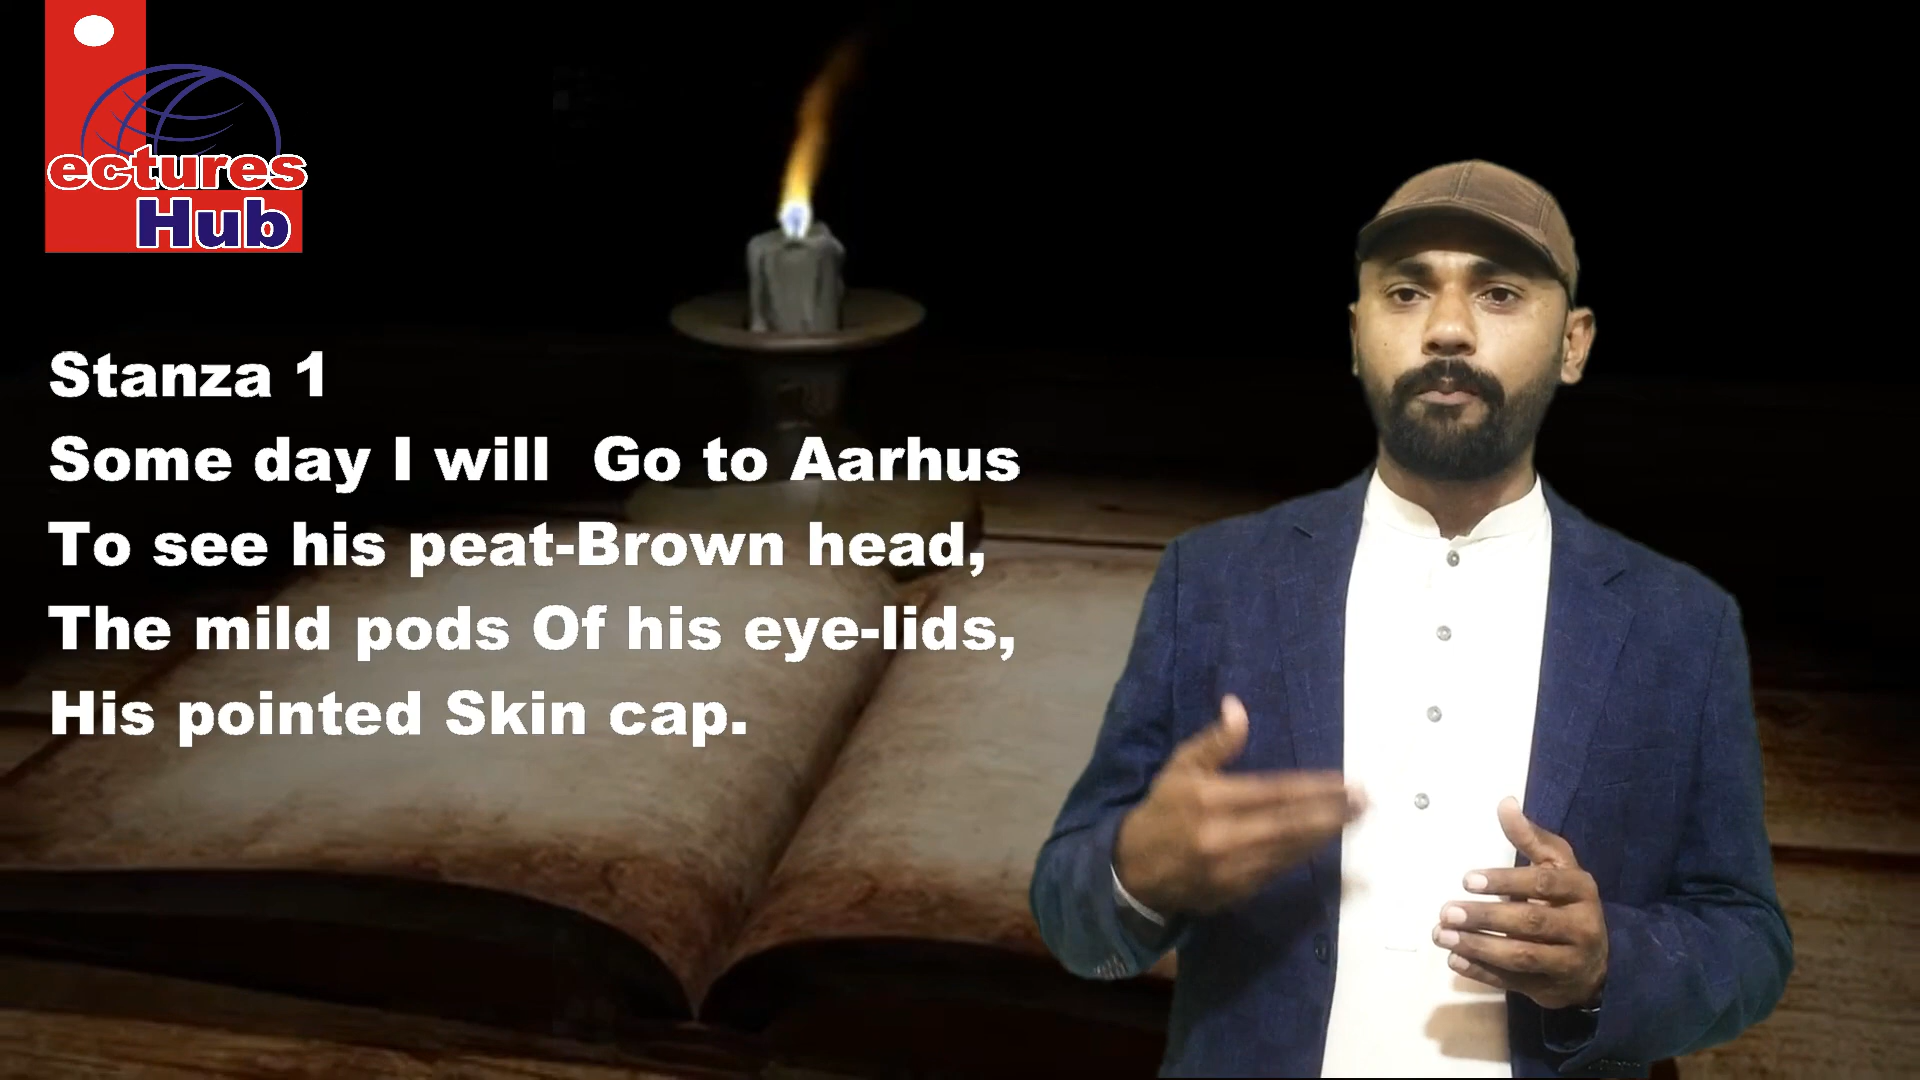 ectures
Hub
Stanza 1
Some day I will  Go to Aarhus
To see his peat-Brown head,
The mild pods Of his eye-lids,
His pointed Skin cap.